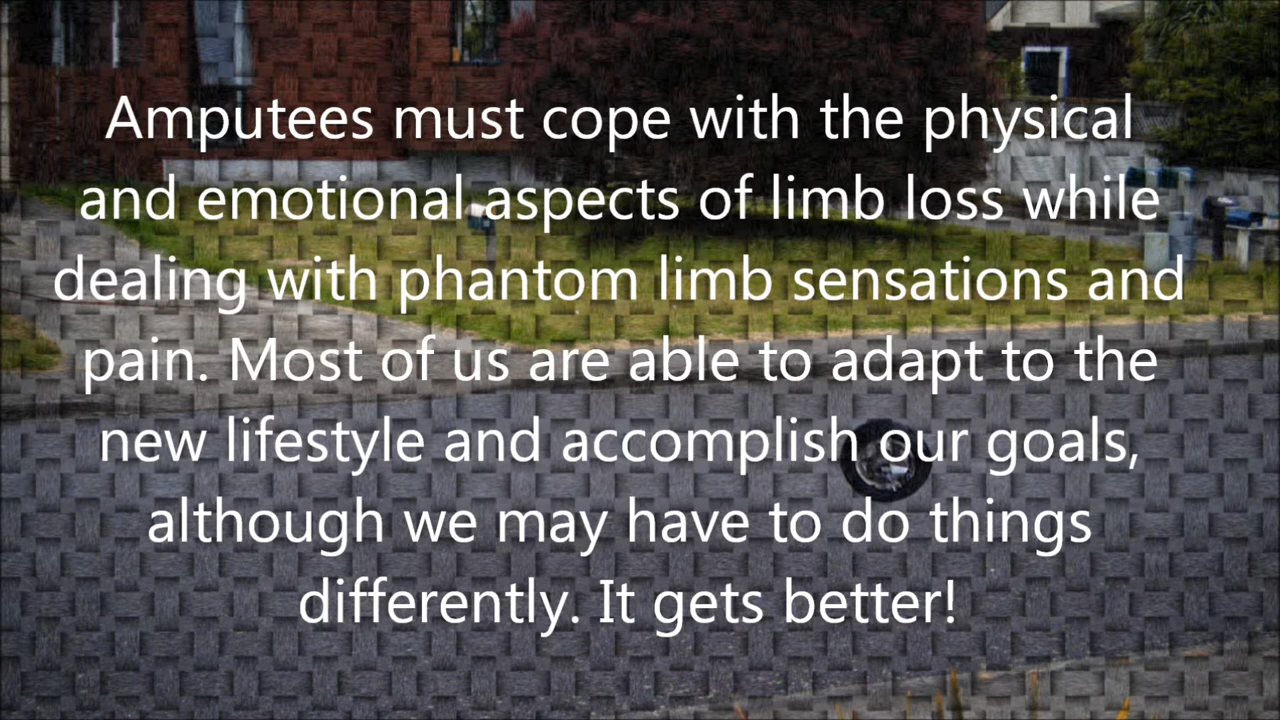 Amputees must cope with the physical
and emotional aspects of limb loss while
dealing with phantom limb sensations and
pain. Most of us are able to adapt to the
new lifestyle and accomplish our goals,
although we may have to do things
differently. It gets better!